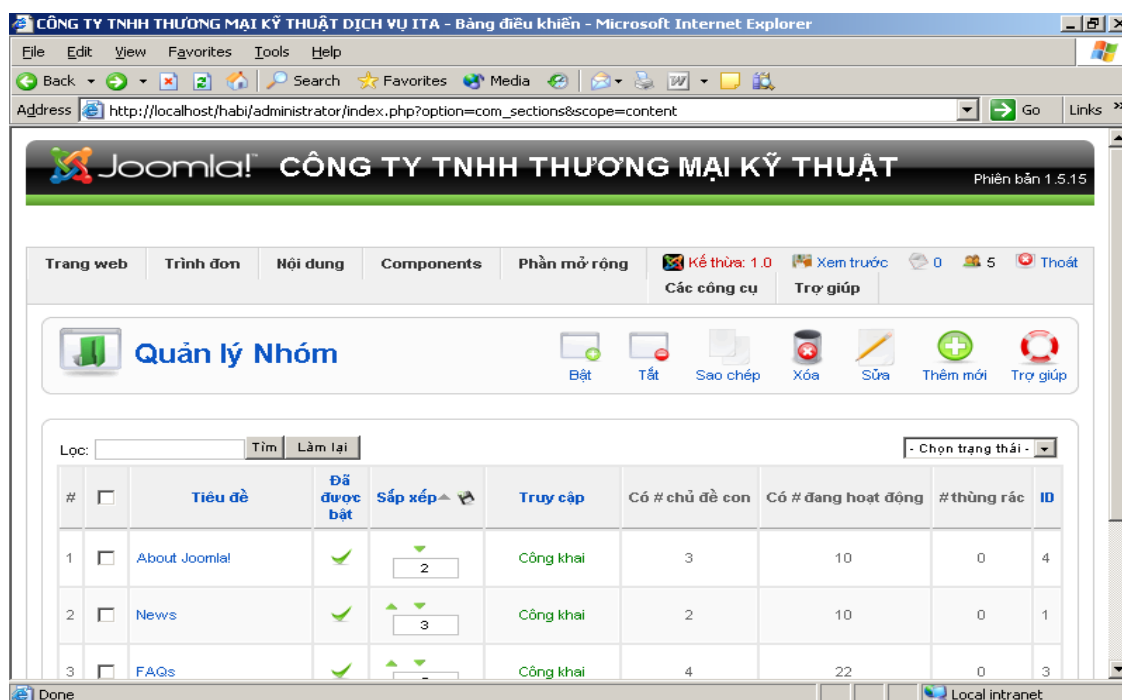 CÔNG TY TNHH THƯƠNG MẠI KỸ THUẬT DỊCH VỤ ITA - Bảng điều khiển - Microsoft Internet Explorer
File Edit View Favorites Tools Help
Back Search Favorites Media
Address http://localhost/habi/administrator/index.php?option=com_sections&scope=content Go Links »
Joomla! CÔNG TY TNHH THƯƠNG MẠI KỸ THUẬT Phiên bản 1.5.15
Trang web Trình đơn Nội dung Components Phần mở rộng Kế thừa: 1.0 Xem trước 0 5 Thoát
Các công cụ Trợ giúp
Quản lý Nhóm
Bật Tắt Sao chép Xóa Sửa Thêm mới Trợ giúp
Lọc: Tìm Làm lại - Chọn trạng thái -
# Tiêu đề Đã được bật Sắp xếp Truy cập Có # chủ đề con Có # đang hoạt động # thùng rác ID
1 About Joomla! 2 Công khai 3 10 0 4
2 News 3 Công khai 2 10 0 1
3 FAQs Công khai 4 22 0 3
Done Local intranet